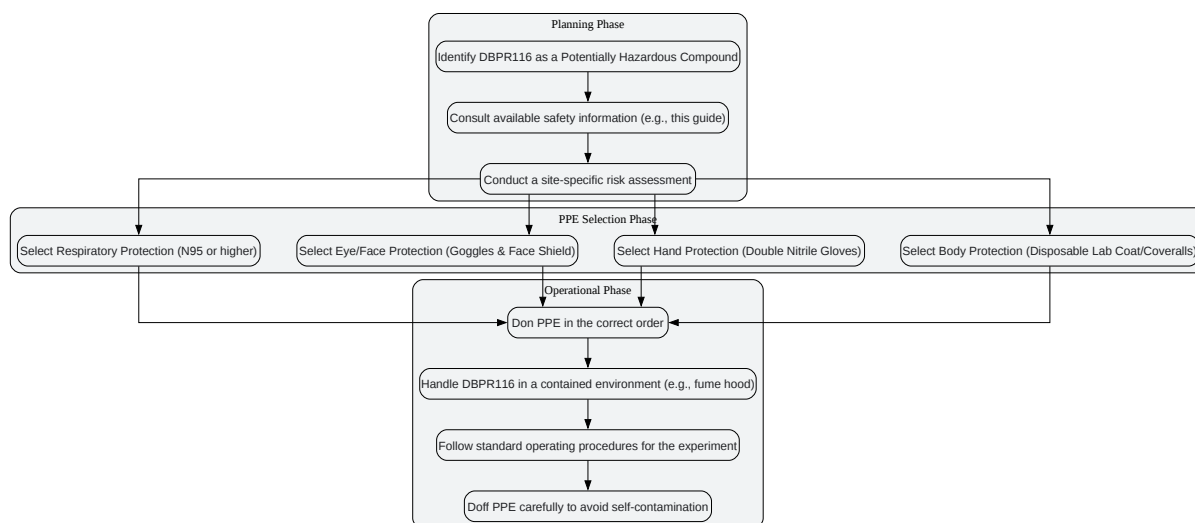 Planning Phase
Identify DBPR116 as a Potentially Hazardous Compound
Consult available safety information (e.g., this guide)
Conduct a site-specific risk assessment
PPE Selection Phase
Select Respiratory Protection (N95 or higher)
Select Eye/Face Protection (Goggles & Face Shield)
Select Hand Protection (Double Nitrile Gloves)
Select Body Protection (Disposable Lab Coat/Coveralls)
Operational Phase
Don PPE in the correct order
Handle DBPR116 in a contained environment (e.g., fume hood)
Follow standard operating procedures for the experiment
Doff PPE carefully to avoid self-contamination